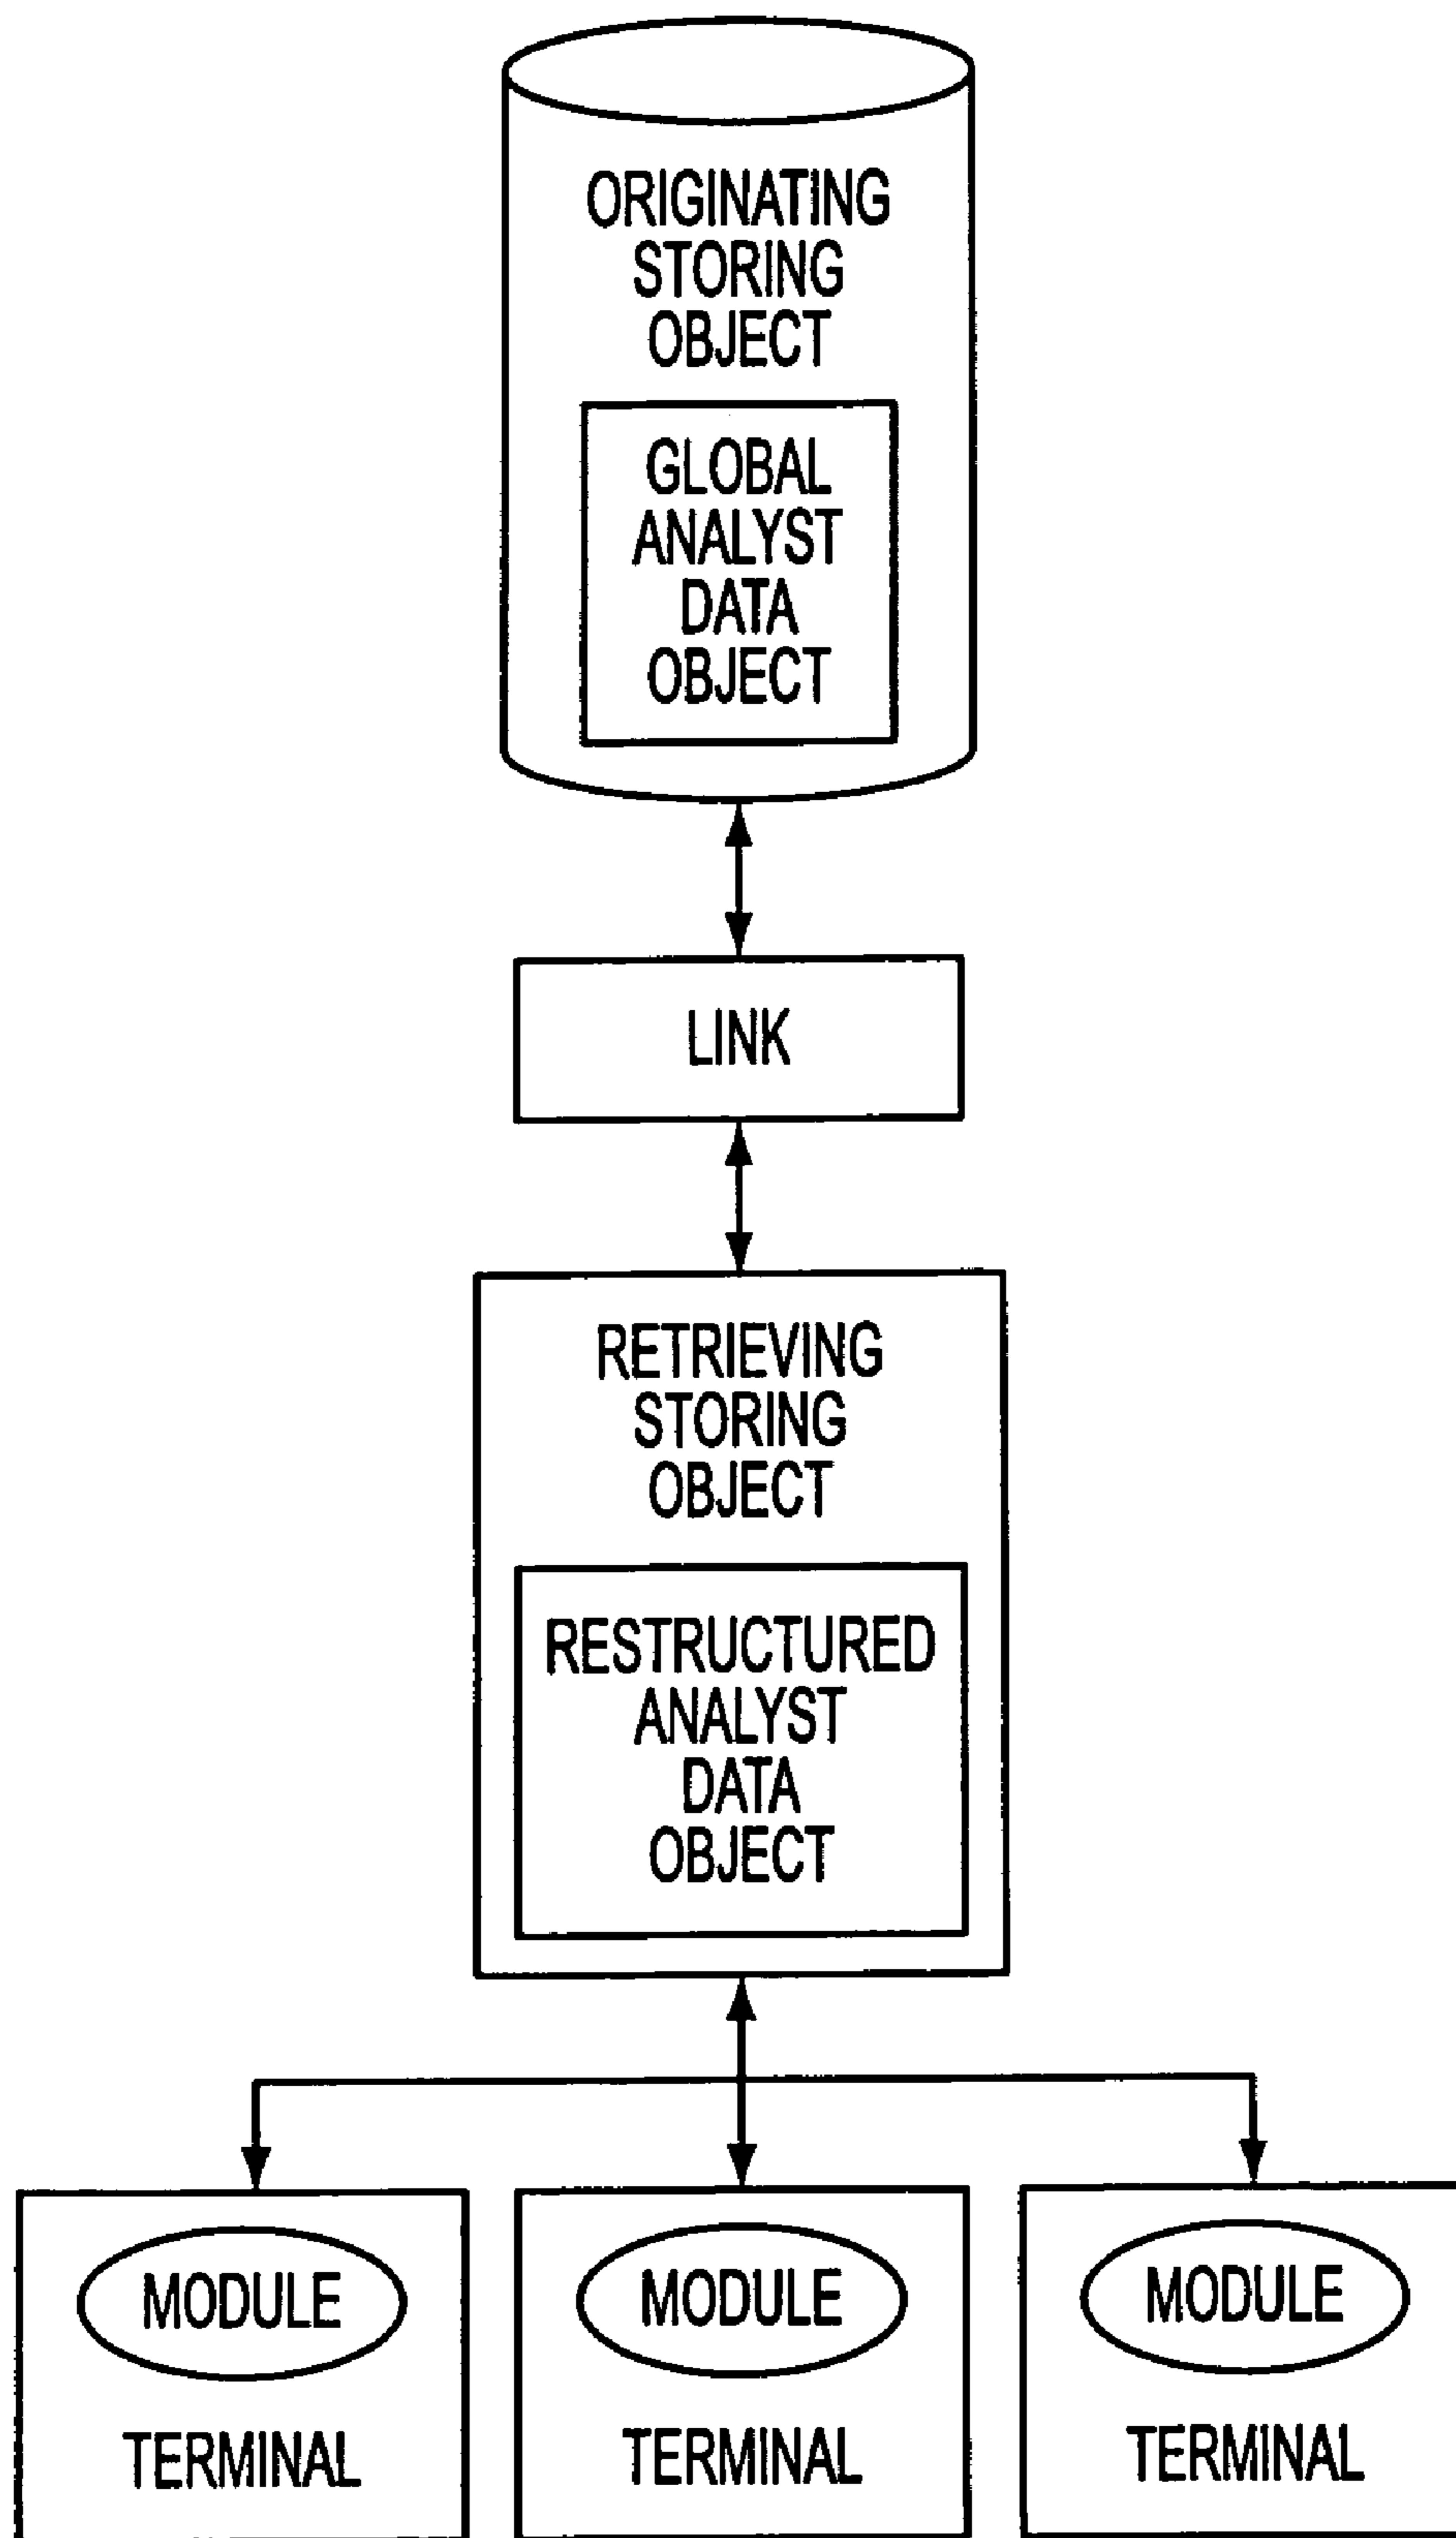 ORIGINATING
STORING
OBJECT
GLOBAL
ANALYST
DATA
OBJECT
LINK
RETRIEVING
STORING
OBJECT
RESTRUCTURED
ANALYST
DATA
OBJECT
MODULE
TERMINAL
MODULE
TERMINAL
MODULE
TERMINAL